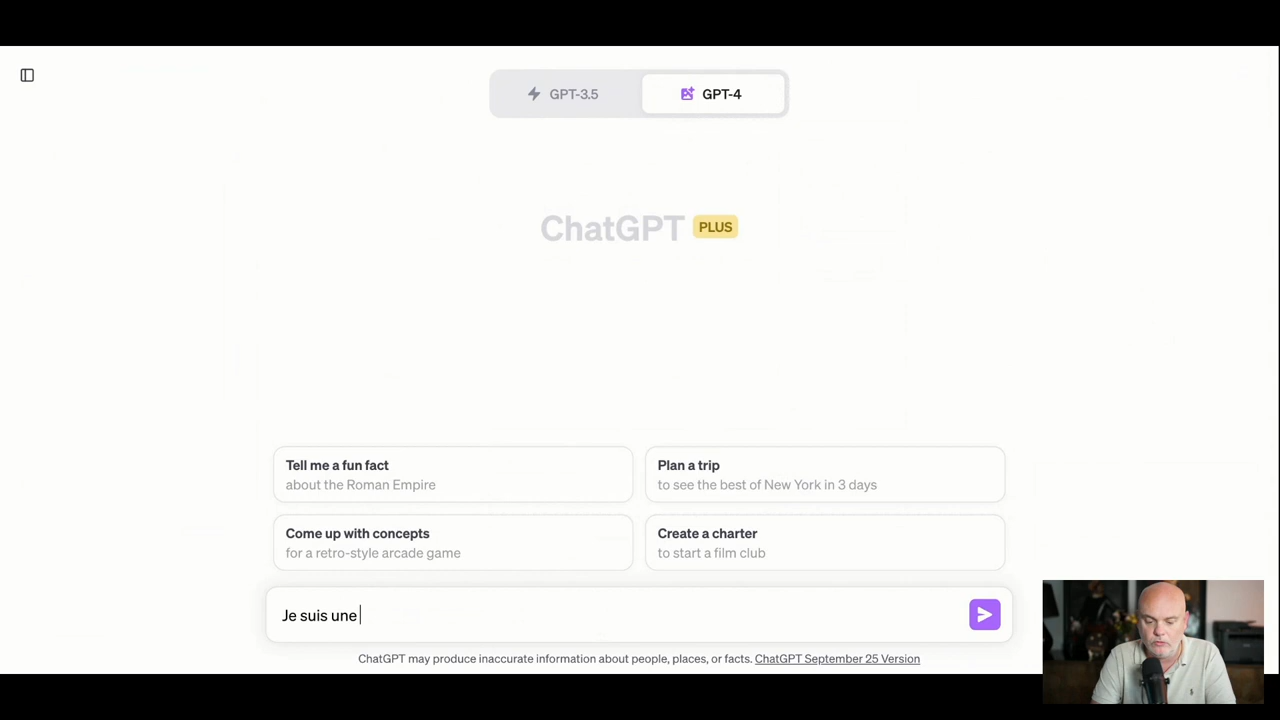 GPT-3.5
GPT-4
ChatGPT PLUS
Tell me a fun fact
about the Roman Empire
Plan a trip
to see the best of New York in 3 days
Come up with concepts
for a retro-style arcade game
Create a charter
to start a film club
Je suis une
ChatGPT may produce inaccurate information about people, places, or facts. ChatGPT September 25 Version